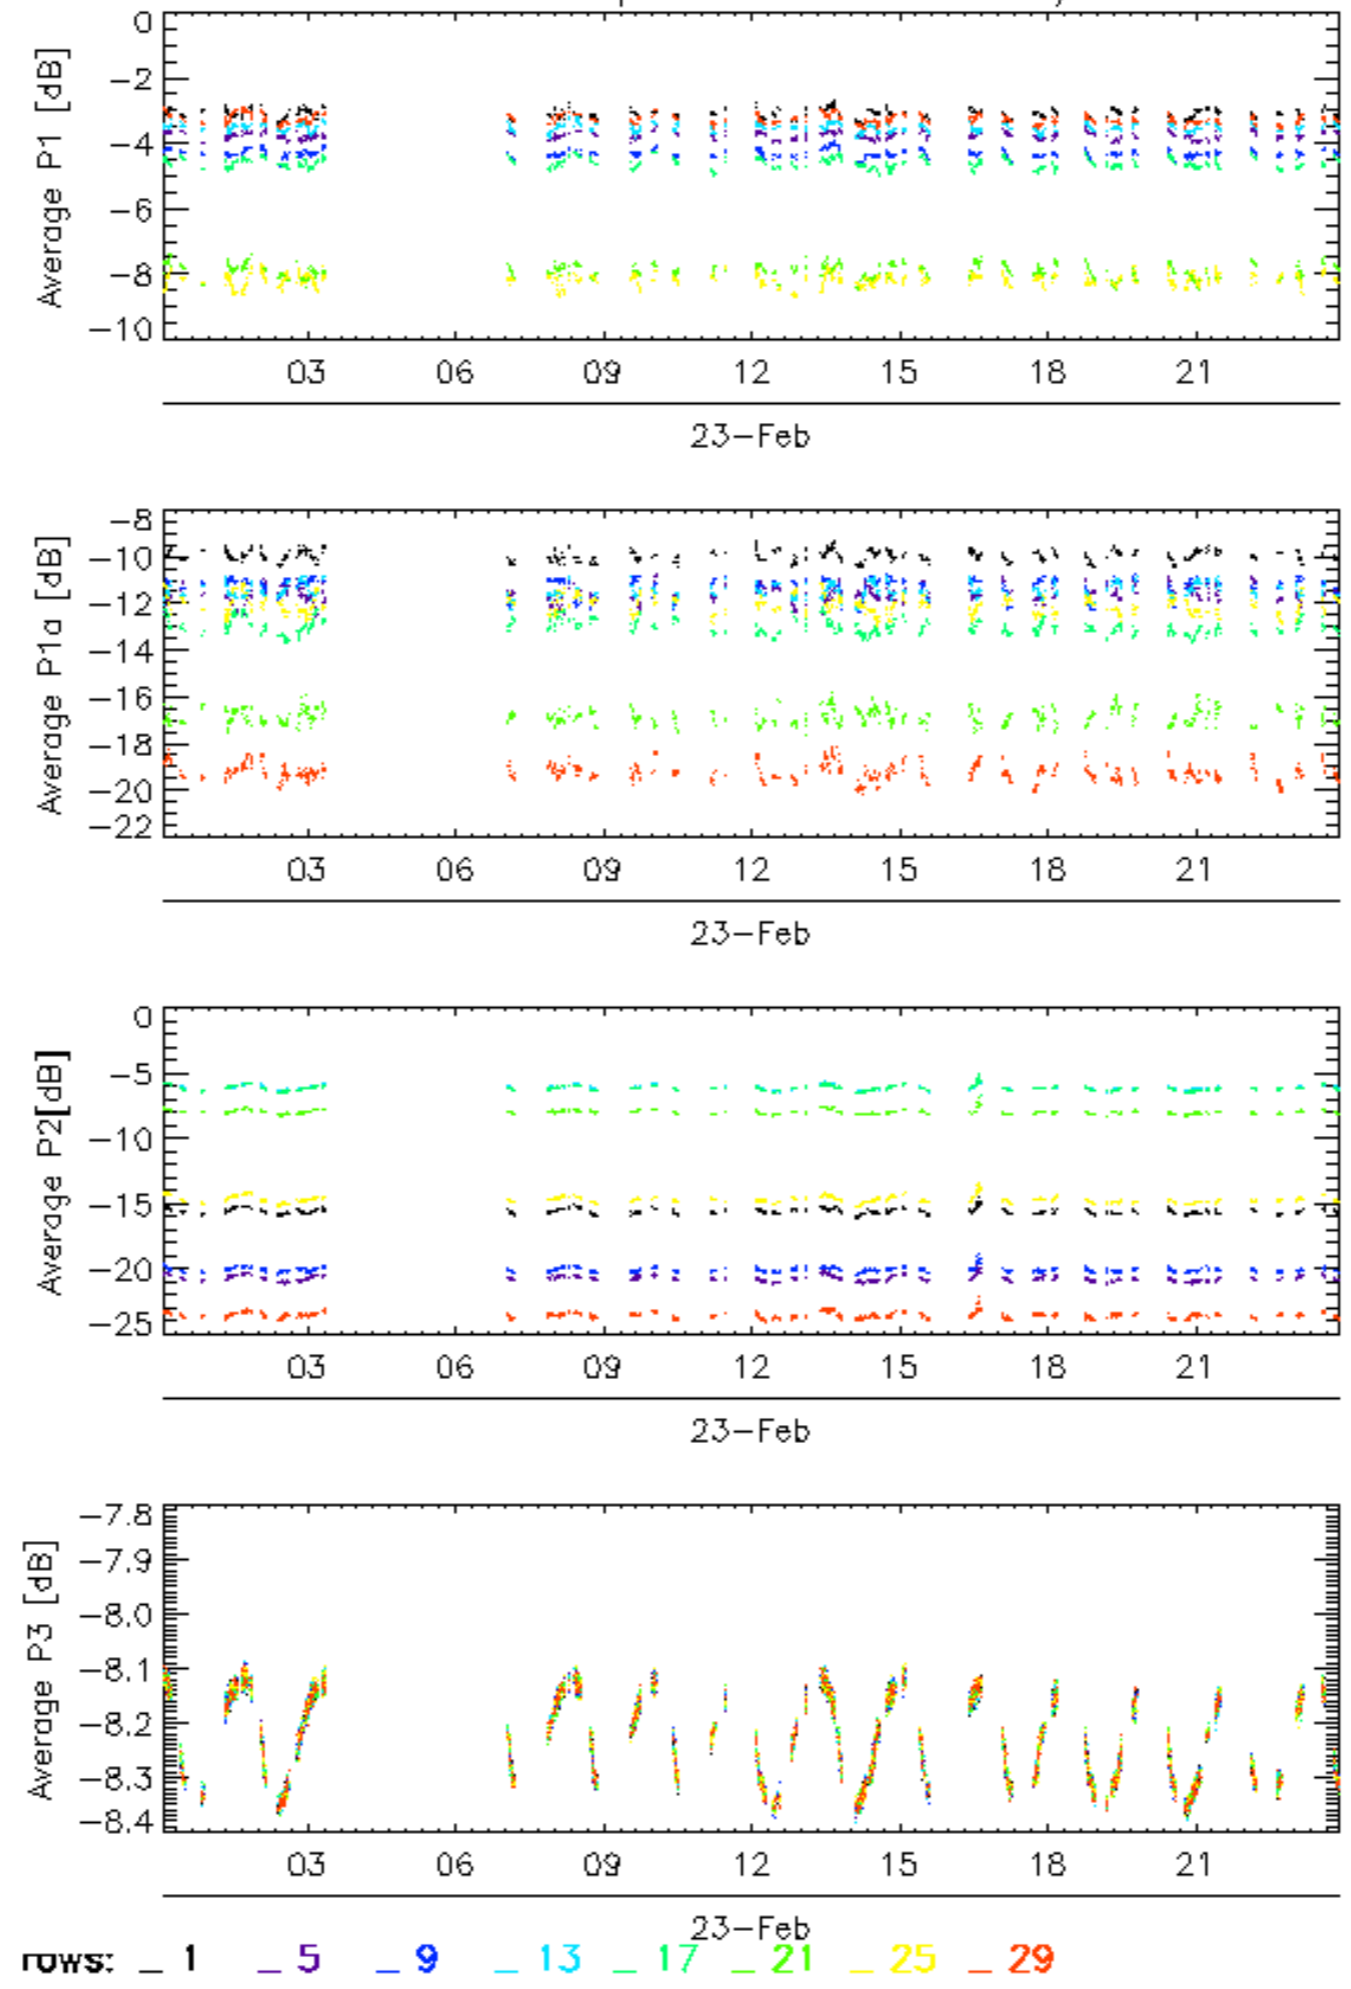 0
-2
-4
-6
-8
-10
Average P1 [dB]
03 06 09 12 15 18 21
23-Feb
-8
-10
-12
-14
-16
-18
-20
-22
Average P1a [dB]
03 06 09 12 15 18 21
23-Feb
0
-5
-10
-15
-20
-25
Average P2[dB]
03 06 09 12 15 18 21
23-Feb
-7.8
-7.9
-8.0
-8.1
-8.2
-8.3
-8.4
Average P3 [dB]
03 06 09 12 15 18 21
23-Feb
rows: _ 1 _ 5 _ 9 _ 13 _ 17 _ 21 _ 25 _ 29